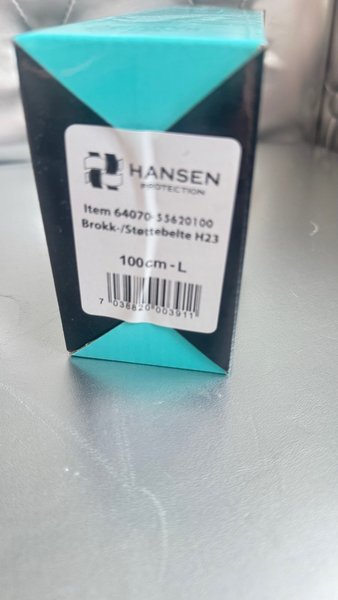 HANSEN
PROTECTION
Item 64070-55620100
Brokk-/Støttebelte H23
100cm - L
7 036820 003911